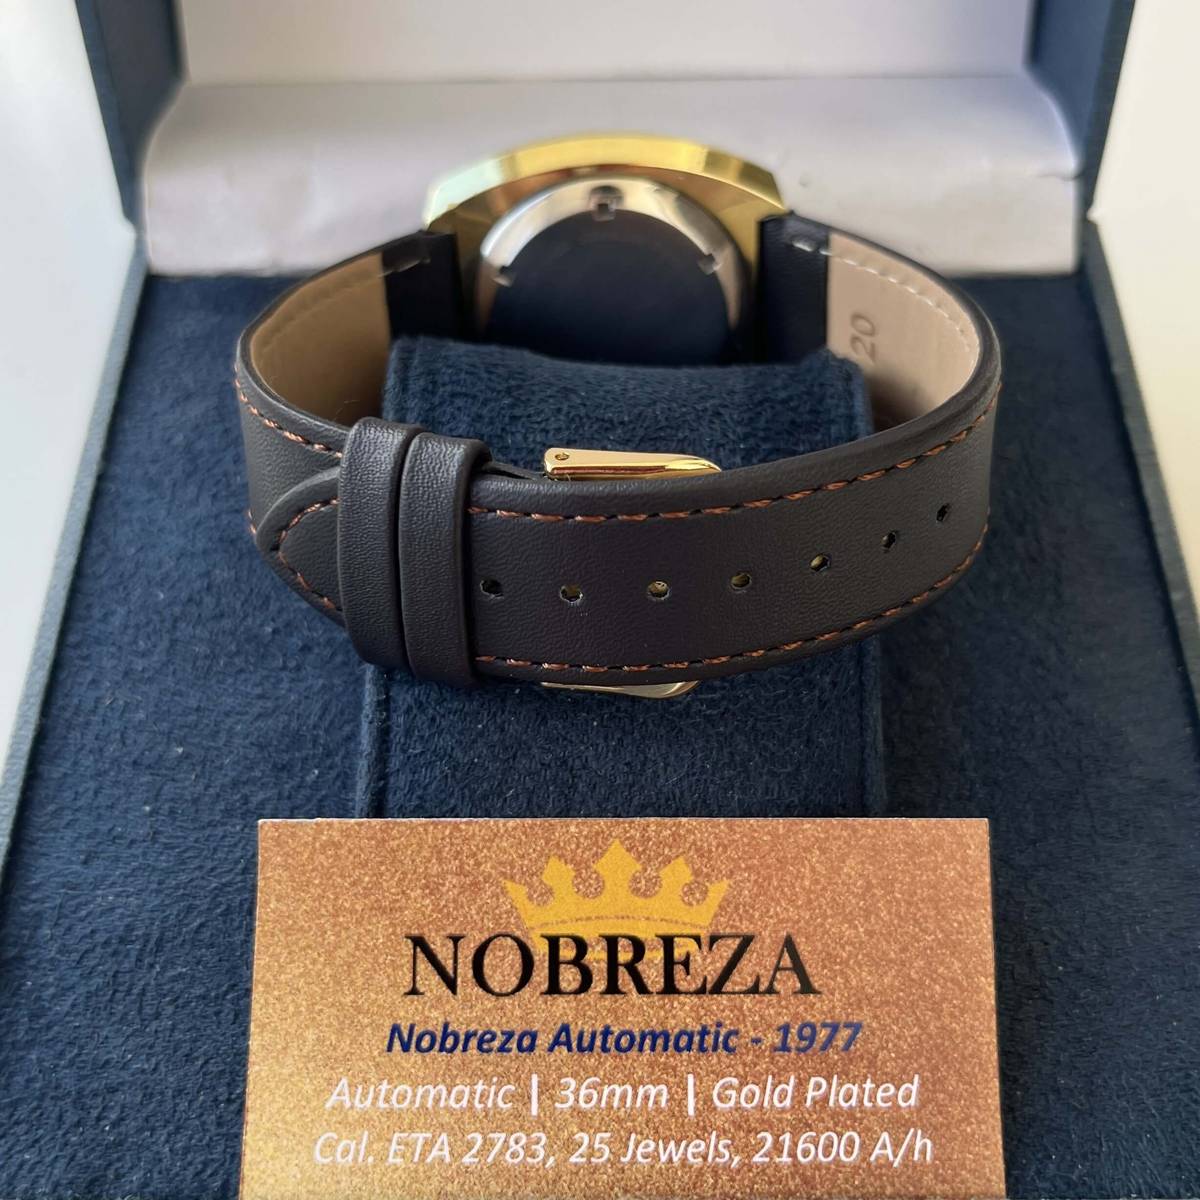 20
NOBREZA
Nobreza Automatic - 1977
Automatic | 36mm | Gold Plated
Cal. ETA 2783, 25 Jewels, 21600 A/h